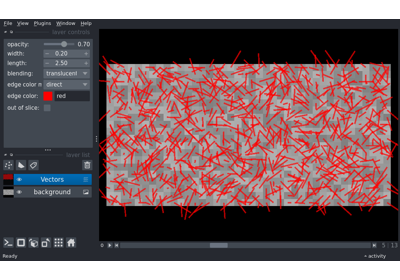 File View Plugins Window Help
layer controls
opacity: 0.70
width: 0.20
length: 2.50
blending: translucent
edge color m direct
edge color: red
out of slice:
layer list
Vectors
background
0 5 13
Ready activity